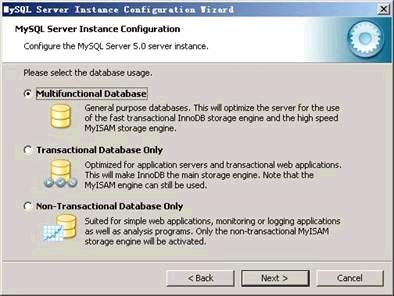 MySQL Server Instance Configuration Wizard
MySQL Server Instance Configuration
Configure the MySQL Server 5.0 server instance.
Please select the database usage.
Multifunctional Database
General purpose databases. This will optimize the server for the use
of the fast transactional InnoDB storage engine and the high speed
MyISAM storage engine.
Transactional Database Only
Optimized for application servers and transactional web applications.
This will make InnoDB the main storage engine. Note that the
MyISAM engine can still be used.
Non-Transactional Database Only
Suited for simple web applications, monitoring or logging applications
as well as analysis programs. Only the non-transactional MyISAM
storage engine will be activated.
< Back
Next >
Cancel